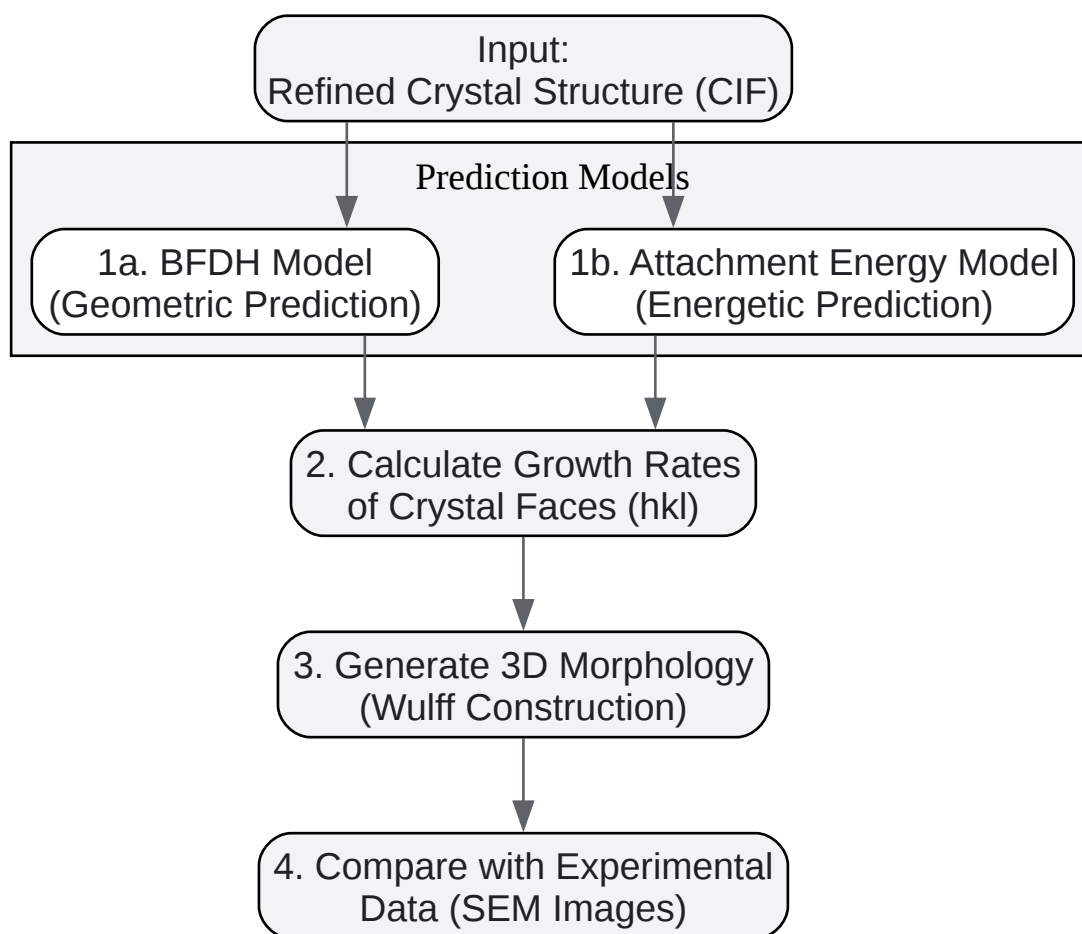 Input:
Refined Crystal Structure (CIF)
Prediction Models
1a. BFDH Model
(Geometric Prediction)
1b. Attachment Energy Model
(Energetic Prediction)
2. Calculate Growth Rates
of Crystal Faces (hkl)
3. Generate 3D Morphology
(Wulff Construction)
4. Compare with Experimental
Data (SEM Images)